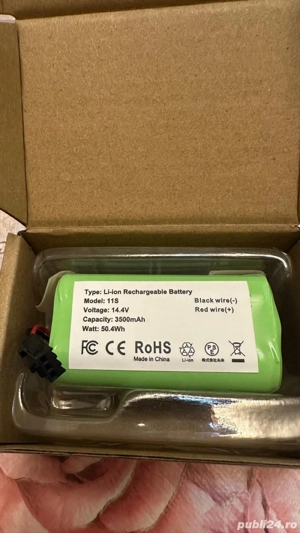 Type: Li-ion Rechargeable Battery
Model: 11S
Black wire(-)
Voltage: 14.4V
Red wire(+)
Capacity: 3500mAh
Watt: 50.4Wh
FC CE RoHS
Made in China
Li-ion
PSE
publi24.ro